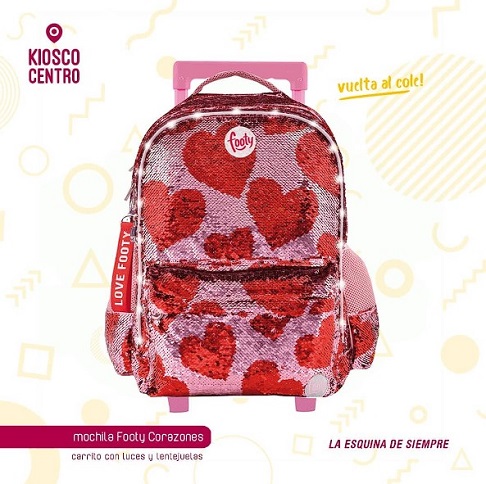 KIOSCO
CENTRO
vuelta al cole!
footy
LOVE FOOTY
mochila Footy Corazones
carrito con luces y lentejuelas
LA ESQUINA DE SIEMPRE